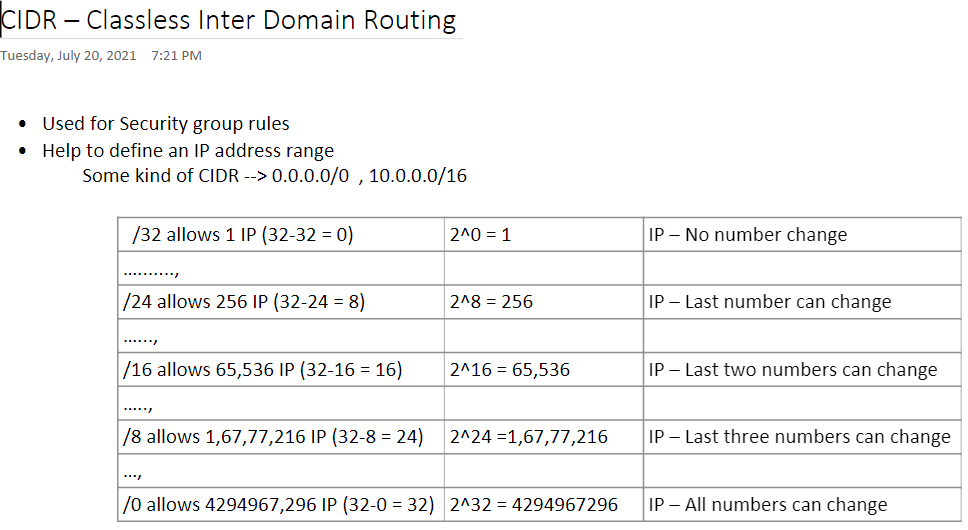 CIDR – Classless Inter Domain Routing
Tuesday, July 20, 2021 7:21 PM
• Used for Security group rules
• Help to define an IP address range
Some kind of CIDR --> 0.0.0.0/0 , 10.0.0.0/16
/32 allows 1 IP (32-32 = 0) 2^0 = 1 IP – No number change
..........,
/24 allows 256 IP (32-24 = 8) 2^8 = 256 IP – Last number can change
......,
/16 allows 65,536 IP (32-16 = 16) 2^16 = 65,536 IP – Last two numbers can change
.....,
/8 allows 1,67,77,216 IP (32-8 = 24) 2^24 =1,67,77,216 IP – Last three numbers can change
...,
/0 allows 4294967,296 IP (32-0 = 32) 2^32 = 4294967296 IP – All numbers can change